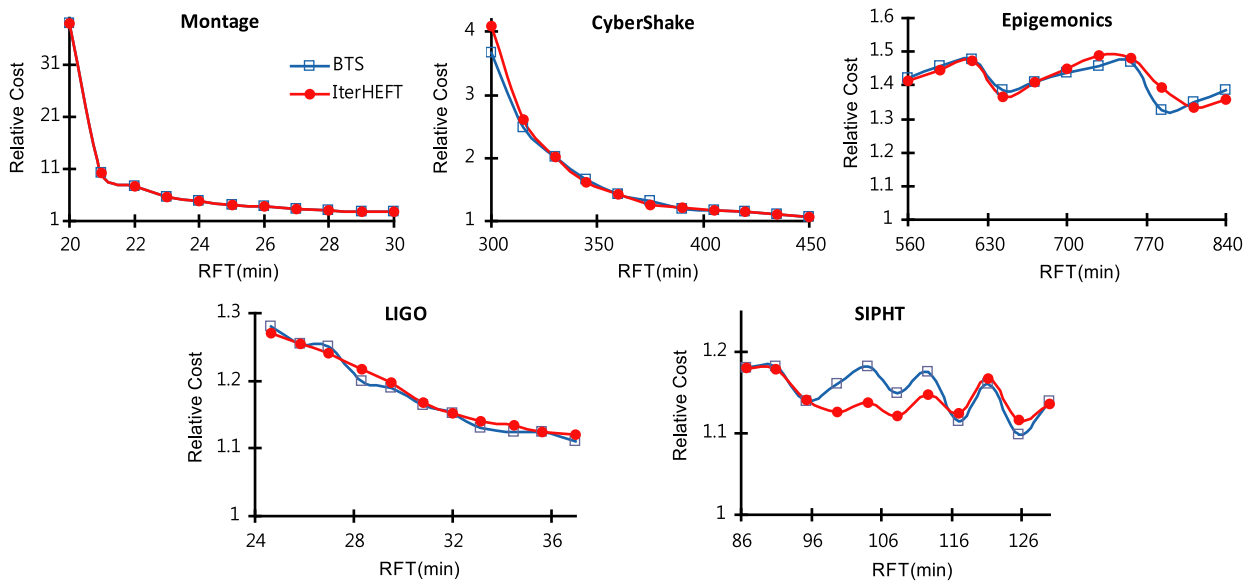 Montage
Relative Cost
31
21
11
1
20 22 24 26 28 30
RFT(min)
BTS
IterHEFT
CyberShake
Relative Cost
4
3
2
1
300 350 400 450
RFT(min)
Epigemonics
Relative Cost
1.6
1.5
1.4
1.3
1.2
1.1
1
560 630 700 770 840
RFT(min)
LIGO
Relative Cost
1.3
1.2
1.1
1
24 28 32 36
RFT(min)
SIPHT
Relative Cost
1.2
1.1
1
86 96 106 116 126
RFT(min)